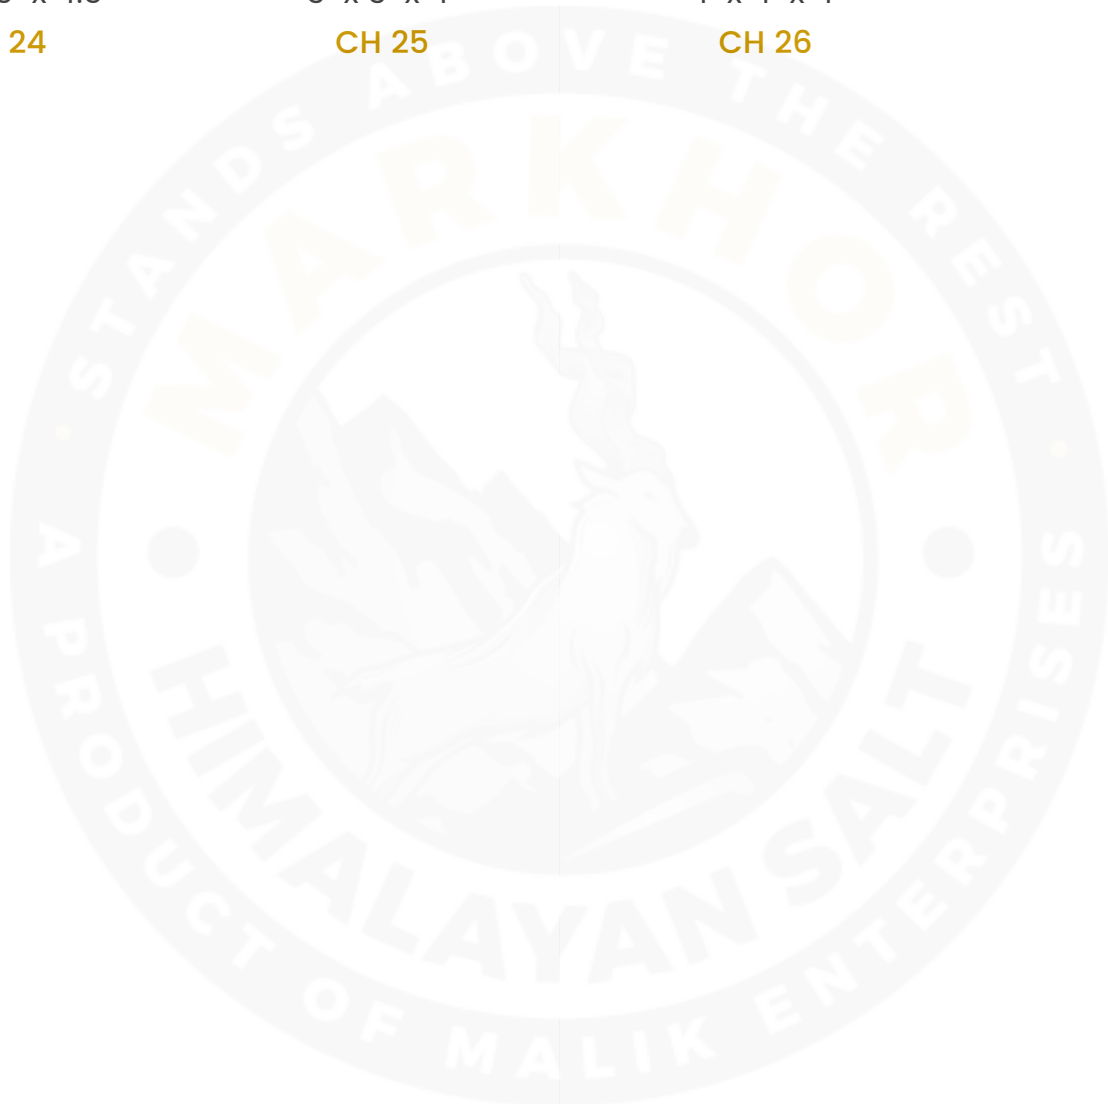 24 CH 25 CH 26
STANDS ABOVE THE REST
MARKHOR
HIMALAYAN SALT
A PRODUCT OF MALIK ENTERPRISES